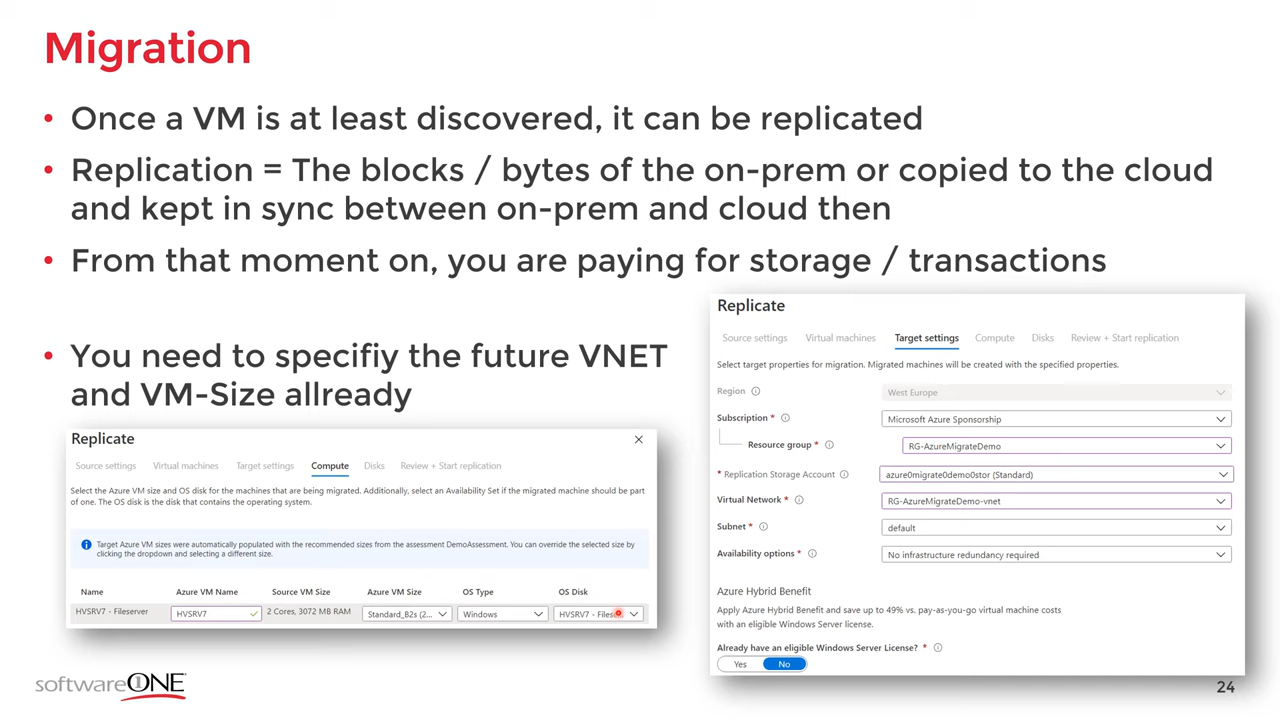 Migration
• Once a VM is at least discovered, it can be replicated
• Replication = The blocks / bytes of the on-prem or copied to the cloud
and kept in sync between on-prem and cloud then
• From that moment on, you are paying for storage / transactions
• You need to specifiy the future VNET
and VM-Size allready
Replicate
Source settings Virtual machines Target settings Compute Disks Review + Start replication
Select the Azure VM size and OS disk for the machines that are being migrated. Additionally, select an Availability Set if the migrated machine should be part
of one. The OS disk is the disk that contains the operating system.
Target Azure VM sizes were automatically populated with the recommended sizes from the assessment DemoAssessment. You can override the selected size by
clicking the dropdown and selecting a different size.
Name Azure VM Name Source VM Size Azure VM Size OS Type OS Disk
HVSRV7 - Fileserver HVSRV7 2 Cores, 3072 MB RAM Standard_B2s (2... Windows HVSRV7 -
Replicate
Source settings Virtual machines Target settings Compute Disks Review + Start replication
Select target properties for migration. Migrated machines will be created with the specified properties.
Region West Europe
Subscription * Microsoft Azure Sponsorship
Resource group * RG-AzureMigrateDemo
* Replication Storage Account azure0migrate0demo0stor (Standard)
Virtual Network * RG-AzureMigrateDemo-vnet
Subnet * default
Availability options * No infrastructure redundancy required
Azure Hybrid Benefit
Apply Azure Hybrid Benefit and save up to 49% vs. pay-as-you-go virtual machine costs
with an eligible Windows Server license.
Already have an eligible Windows Server License? *
Yes No
softwareONE
24